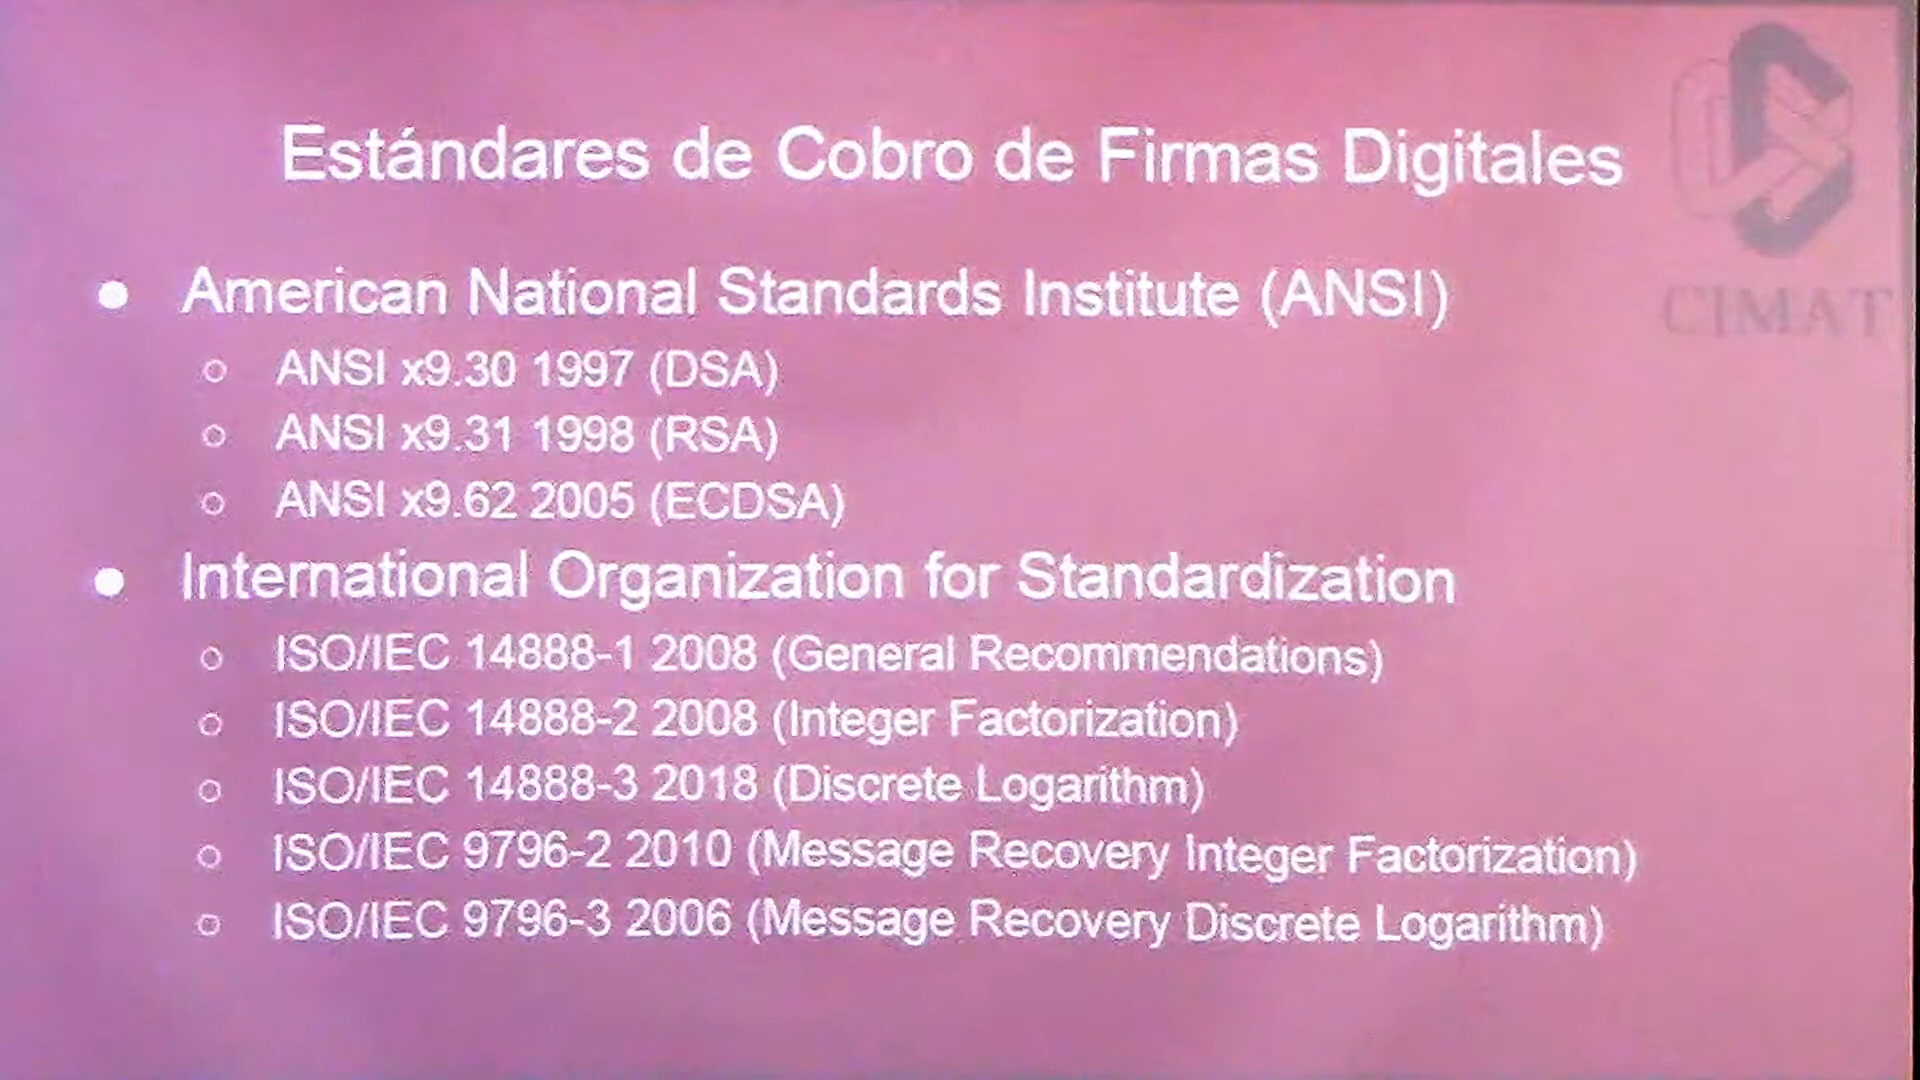 Estándares de Cobro de Firmas Digitales
CIMAT
● American National Standards Institute (ANSI)
○ ANSI x9.30 1997 (DSA)
○ ANSI x9.31 1998 (RSA)
○ ANSI x9.62 2005 (ECDSA)
● International Organization for Standardization
○ ISO/IEC 14888-1 2008 (General Recommendations)
○ ISO/IEC 14888-2 2008 (Integer Factorization)
○ ISO/IEC 14888-3 2018 (Discrete Logarithm)
○ ISO/IEC 9796-2 2010 (Message Recovery Integer Factorization)
○ ISO/IEC 9796-3 2006 (Message Recovery Discrete Logarithm)